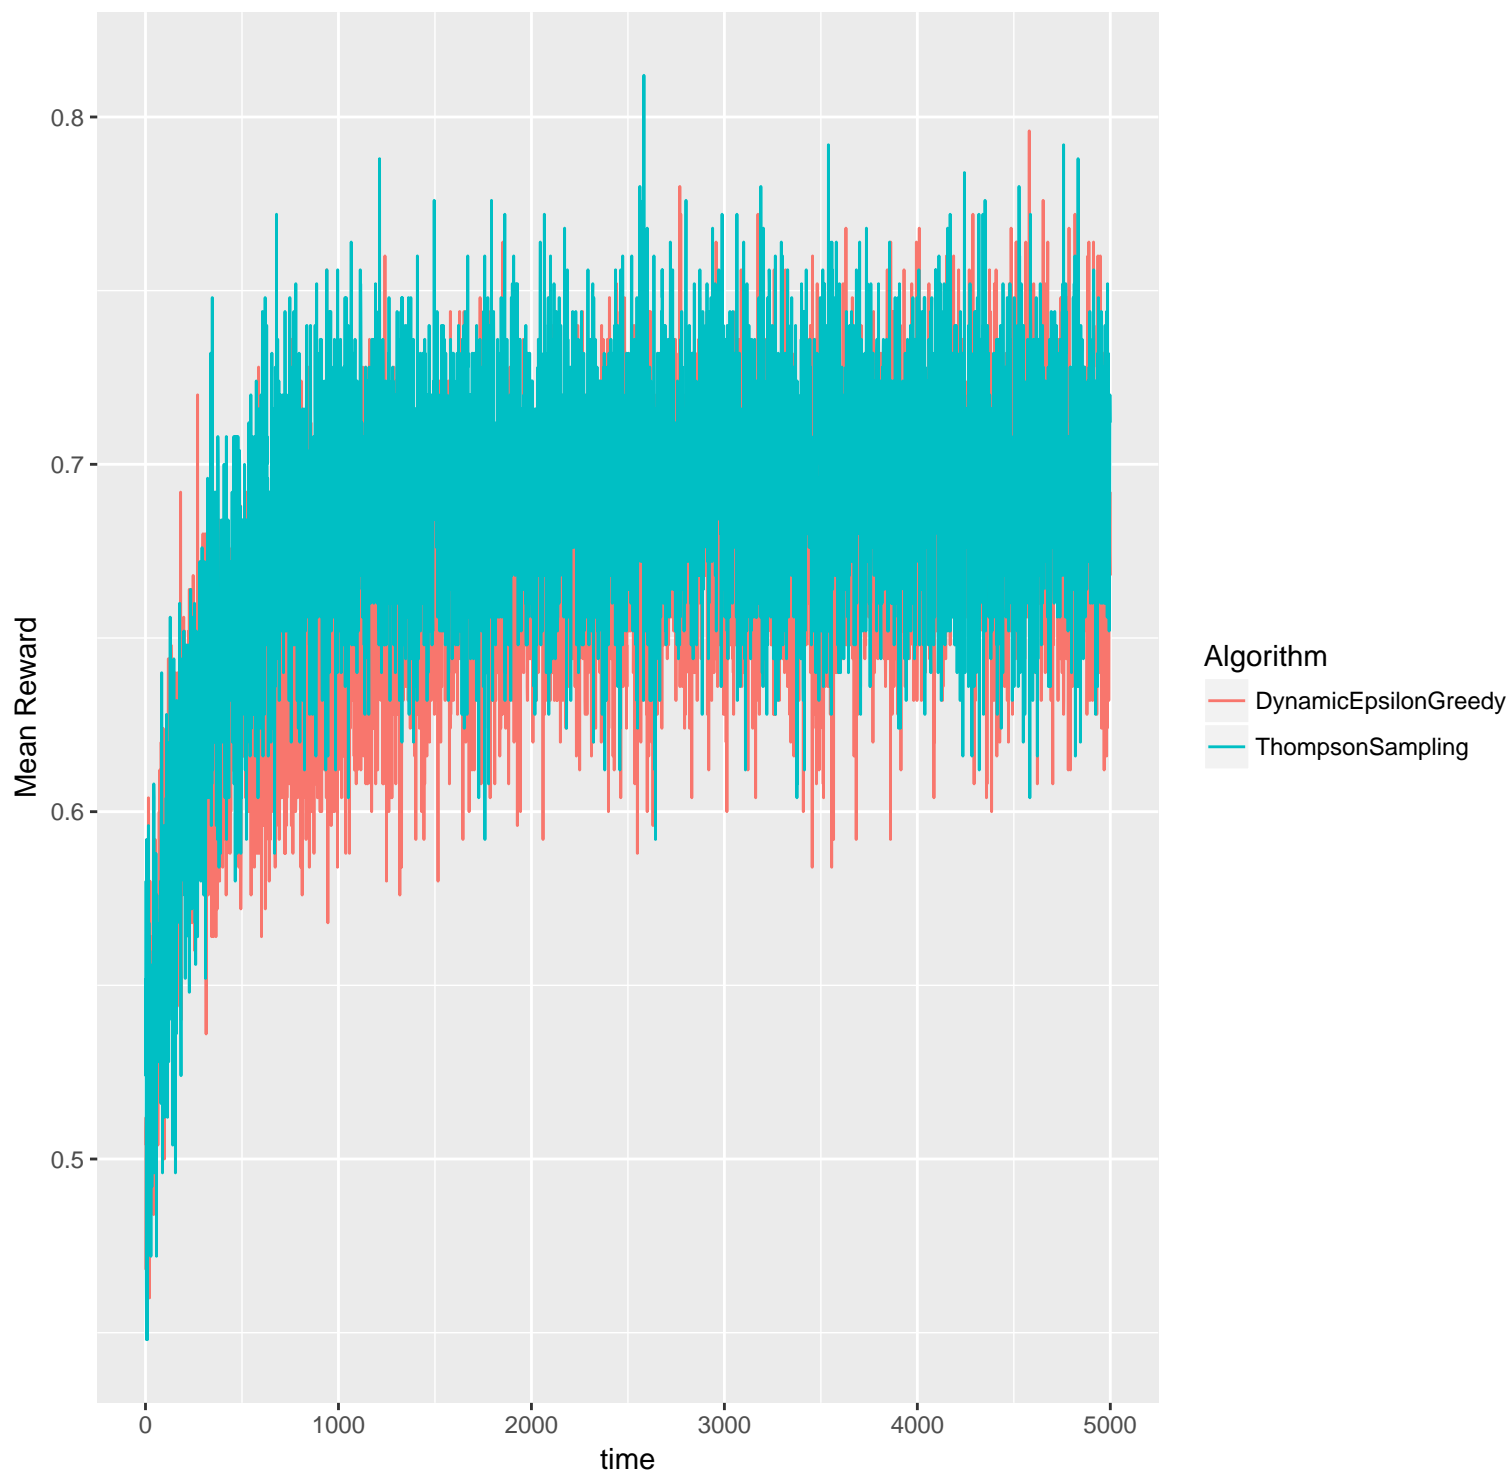 0.8
0.7
0.6
0.5
Mean Reward
0 1000 2000 3000 4000 5000
time
Algorithm
DynamicEpsilonGreedy
ThompsonSampling